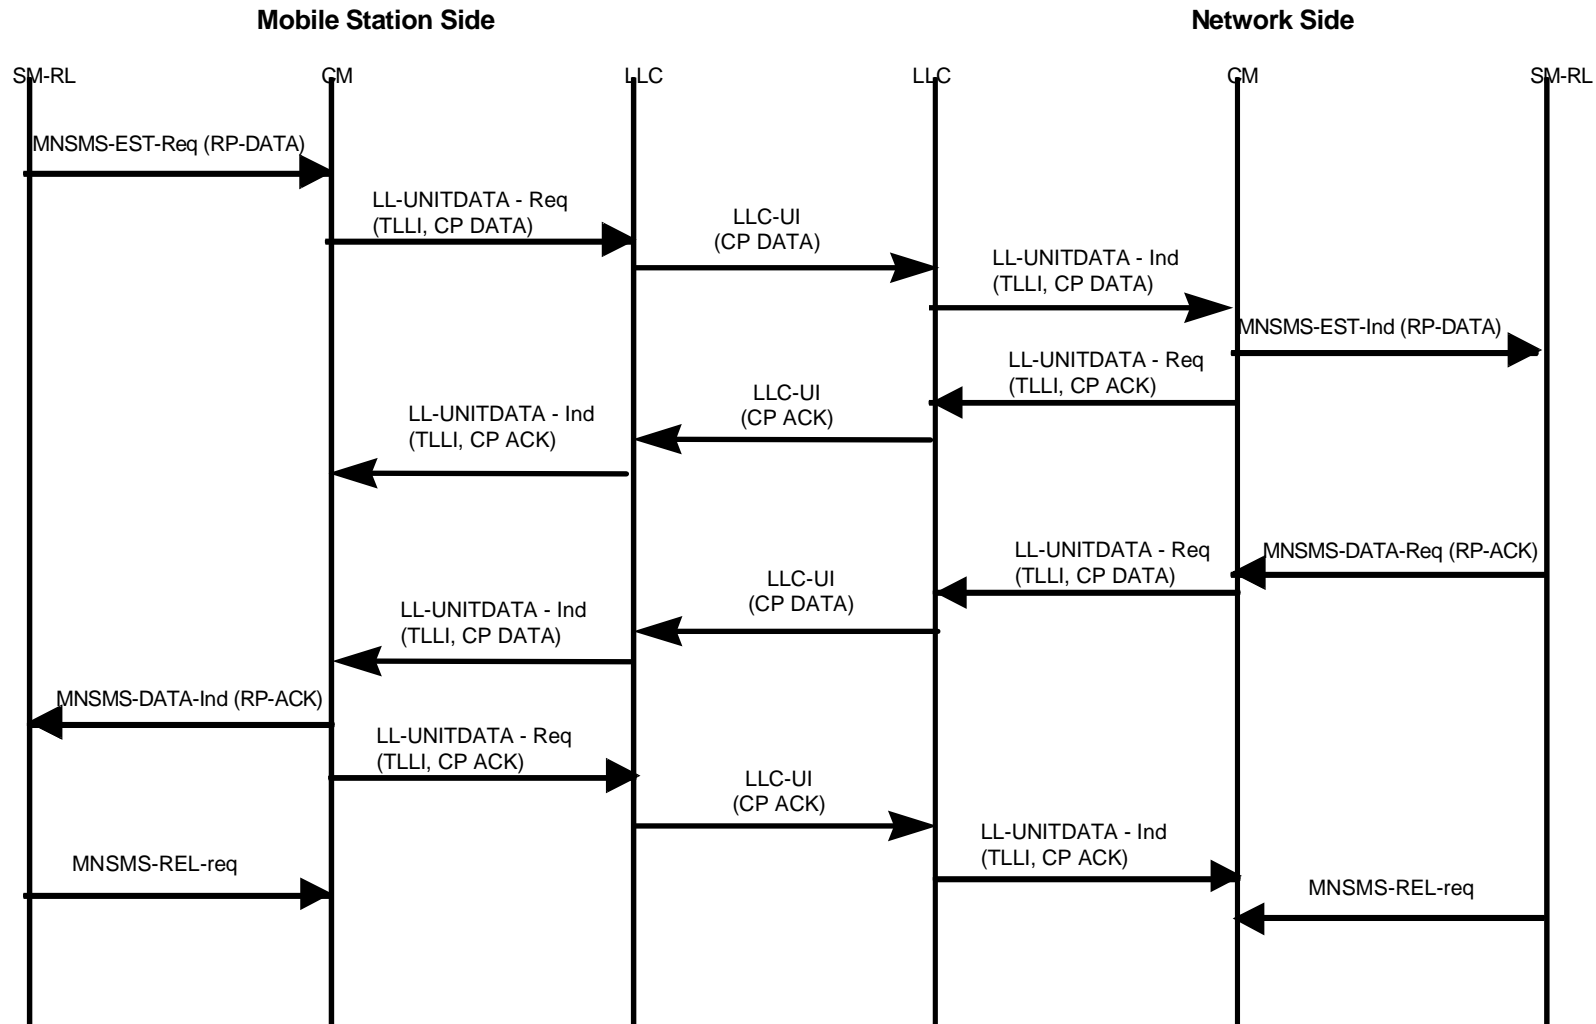 Mobile Station Side
Network Side
SM-RL
CM
LLC
LLC
CM
SM-RL
MNSMS-EST-Req (RP-DATA)
LL-UNITDATA - Req
(TLLI, CP DATA)
LLC-UI
(CP DATA)
LL-UNITDATA - Ind
(TLLI, CP DATA)
MNSMS-EST-Ind (RP-DATA)
LL-UNITDATA - Req
(TLLI, CP ACK)
LLC-UI
(CP ACK)
LL-UNITDATA - Ind
(TLLI, CP ACK)
MNSMS-DATA-Req (RP-ACK)
LL-UNITDATA - Req
(TLLI, CP DATA)
LLC-UI
(CP DATA)
LL-UNITDATA - Ind
(TLLI, CP DATA)
MNSMS-DATA-Ind (RP-ACK)
LL-UNITDATA - Req
(TLLI, CP ACK)
LLC-UI
(CP ACK)
LL-UNITDATA - Ind
(TLLI, CP ACK)
MNSMS-REL-req
MNSMS-REL-req